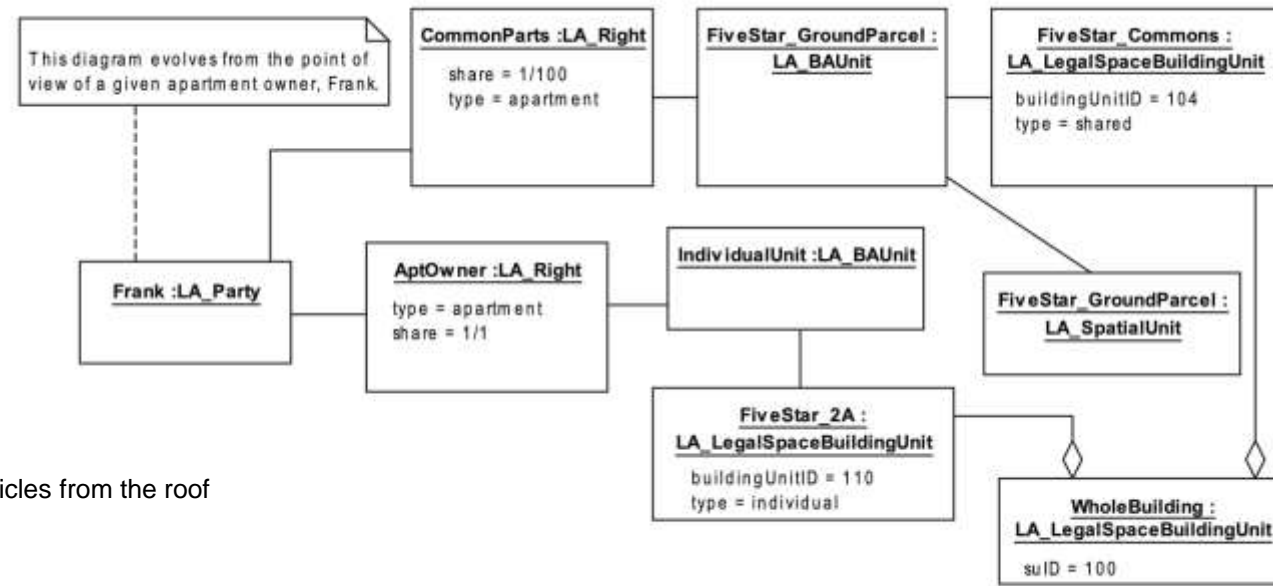 This diagram evolves from the point of
view of a given apartment owner, Frank.
CommonParts :LA_Right
share = 1/100
type = apartment
FiveStar_GroundParcel :
LA_BAUnit
FiveStar_Commons :
LA_LegalSpaceBuildingUnit
buildingUnitID = 104
type = shared
Frank :LA_Party
AptOwner :LA_Right
type = apartment
share = 1/1
IndividualUnit :LA_BAUnit
FiveStar_GroundParcel :
LA_SpatialUnit
FiveStar_2A :
LA_LegalSpaceBuildingUnit
buildingUnitID = 110
type = individual
WholeBuilding :
LA_LegalSpaceBuildingUnit
suID = 100
icles from the roof